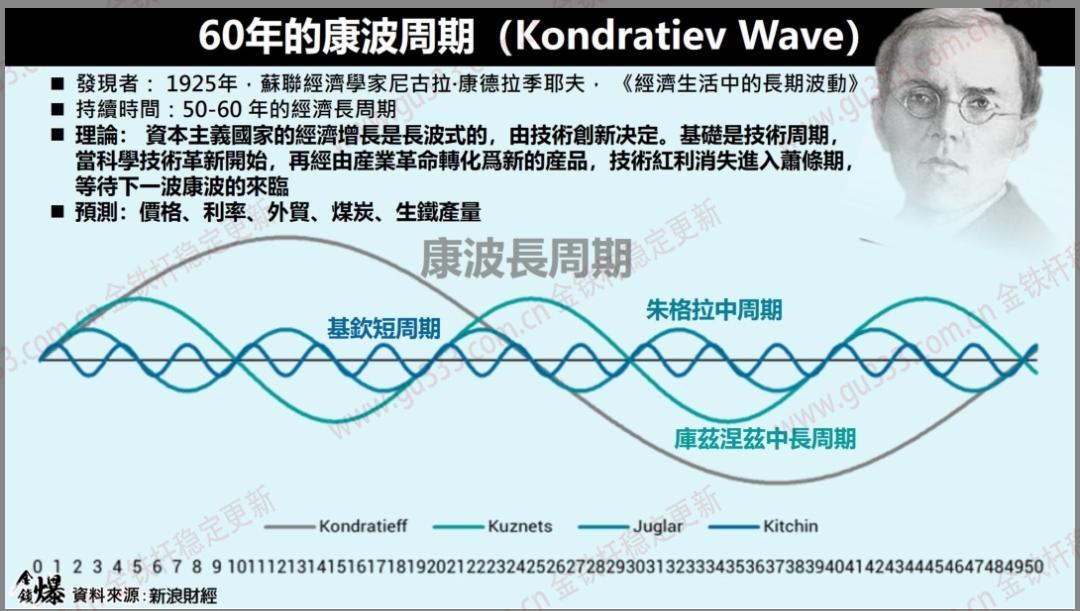 60年的康波周期（Kondratiev Wave）
■ 發現者： 1925年，蘇聯經濟學家尼古拉·康德拉季耶夫， 《經濟生活中的長期波動》
■ 持續時間：50-60 年的經濟長周期
■ 理論： 資本主義國家的經濟增長是長波式的，由技術創新決定。基礎是技術周期，
當科學技術革新開始，再經由産業革命轉化爲新的産品，技術紅利消失進入蕭條期，
等待下一波康波的來臨
■ 預測：價格、利率、外貿、煤炭、生鐵產量
康波長周期
朱格拉中周期
基欽短周期
庫茲涅茲中長周期
Kondratieff Kuznets Juglar Kitchin
0 1 2 3 4 5 6 7 8 9 10 11 12 13 14 15 16 17 18 19 20 21 22 23 24 25 26 27 28 29 30 31 32 33 34 35 36 37 38 39 40 41 42 43 44 45 46 47 48 49 50
金錢爆 資料來源：新浪財經
www.gu333.com.cn 金铁杆稳定更新